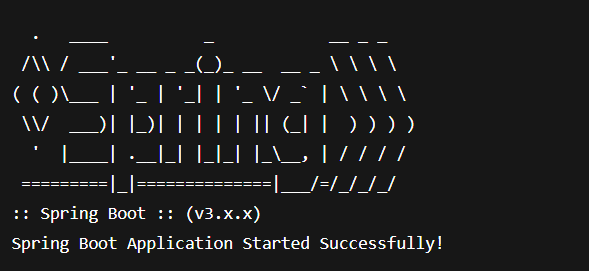 .   ____          _            __ _ _
 /\\ / ___'_ __ _ _(_)_ __  __ _ \ \ \ \
( ( )\___ | '_ | '_| | '_ \/ _` | \ \ \ \
 \\/  ___)| |_)| | | | | || (_| |  ) ) ) )
  '  |____| .__|_| |_|_| |_\__, | / / / /
 =========|_|==============|___/=/_/_/_/
:: Spring Boot :: (v3.x.x)
Spring Boot Application Started Successfully!